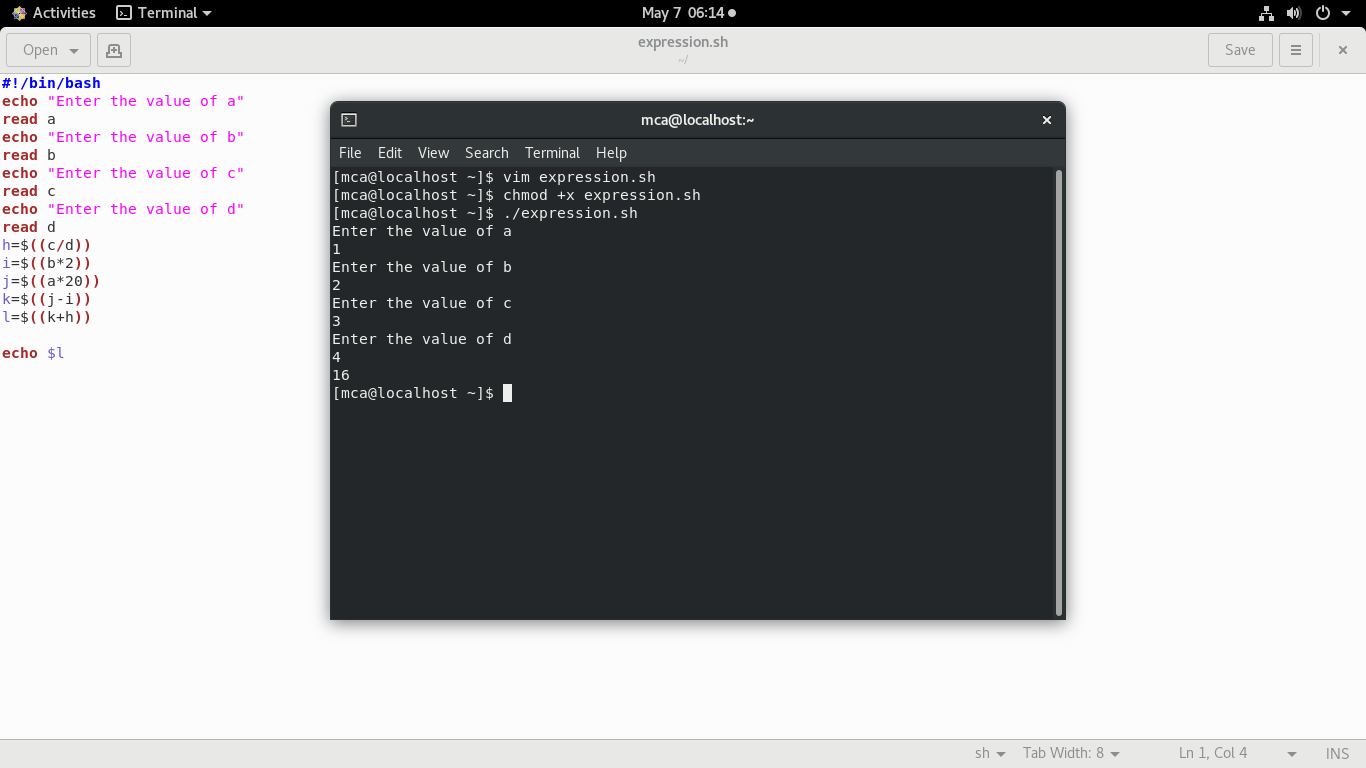 Activities Terminal May 7 06:14
Open expression.sh Save
~/
#!/bin/bash
echo "Enter the value of a"
read a
echo "Enter the value of b"
read b
echo "Enter the value of c"
read c
echo "Enter the value of d"
read d
h=$((c/d))
i=$((b*2))
j=$((a*20))
k=$((j-i))
l=$((k+h))
echo $l
mca@localhost:~
File Edit View Search Terminal Help
[mca@localhost ~]$ vim expression.sh
[mca@localhost ~]$ chmod +x expression.sh
[mca@localhost ~]$ ./expression.sh
Enter the value of a
1
Enter the value of b
2
Enter the value of c
3
Enter the value of d
4
16
[mca@localhost ~]$
sh Tab Width: 8 Ln 1, Col 4 INS